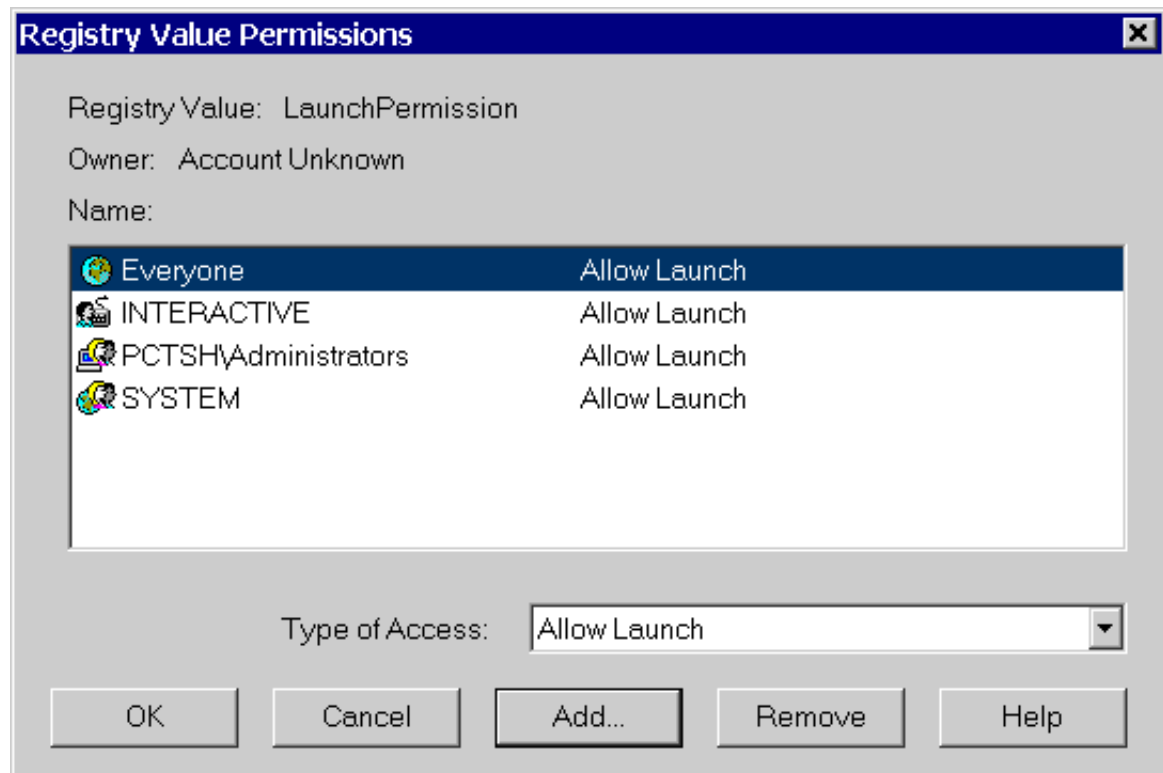 Registry Value Permissions
Registry Value: LaunchPermission
Owner: Account Unknown
Name:
Everyone Allow Launch
INTERACTIVE Allow Launch
PCTSH\Administrators Allow Launch
SYSTEM Allow Launch
Type of Access: Allow Launch
OK Cancel Add... Remove Help